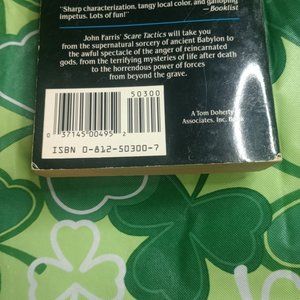 "Sharp characterization, tangy local color, and galloping
impetus. Lots of fun!" —Booklist
John Farris' Scare Tactics will take you
from the supernatural sorcery of ancient Babylon to
the awful spectacle of the anger of reincarnated
gods, from the terrifying mysteries of life after death
to the horrendous power of forces
from beyond the grave.
50300
0 37145 00495 2
ISBN 0-812-50300-7
A Tom Doherty
Associates, Inc. Book